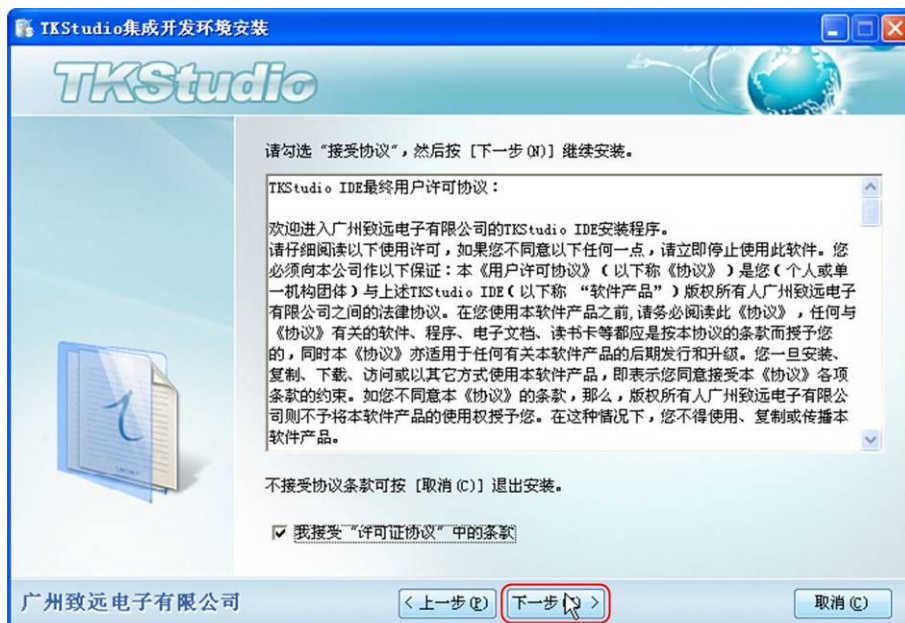 TKStudio集成开发环境安装
TKStudio
请勾选“接受协议”，然后按 [下一步(N)] 继续安装。
TKStudio IDE最终用户许可协议：
欢迎进入广州致远电子有限公司的TKStudio IDE安装程序。
请仔细阅读以下使用许可，如果您不同意以下任何一点，请立即停止使用此软件。您
必须向本公司作以下保证：本《用户许可协议》（以下称《协议》）是您（个人或单
一机构团体）与上述TKStudio IDE（以下称 “软件产品”）版权所有人广州致远电子
有限公司之间的法律协议。在您使用本软件产品之前,请务必阅读此《协议》，任何与
《协议》有关的软件、程序、电子文档、读书卡等都应是按本协议的条款而授予您
的，同时本《协议》亦适用于任何有关本软件产品的后期发行和升级。您一旦安装、
复制、下载、访问或以其它方式使用本软件产品，即表示您同意接受本《协议》各项
条款的约束。如您不同意本《协议》的条款，那么，版权所有人广州致远电子有限公
司则不予将本软件产品的使用权授予您。在这种情况下，您不得使用、复制或传播本
软件产品。
不接受协议条款可按 [取消(C)] 退出安装。
我接受“许可证协议”中的条款
广州致远电子有限公司
< 上一步(P)
下一步 >
取消(C)